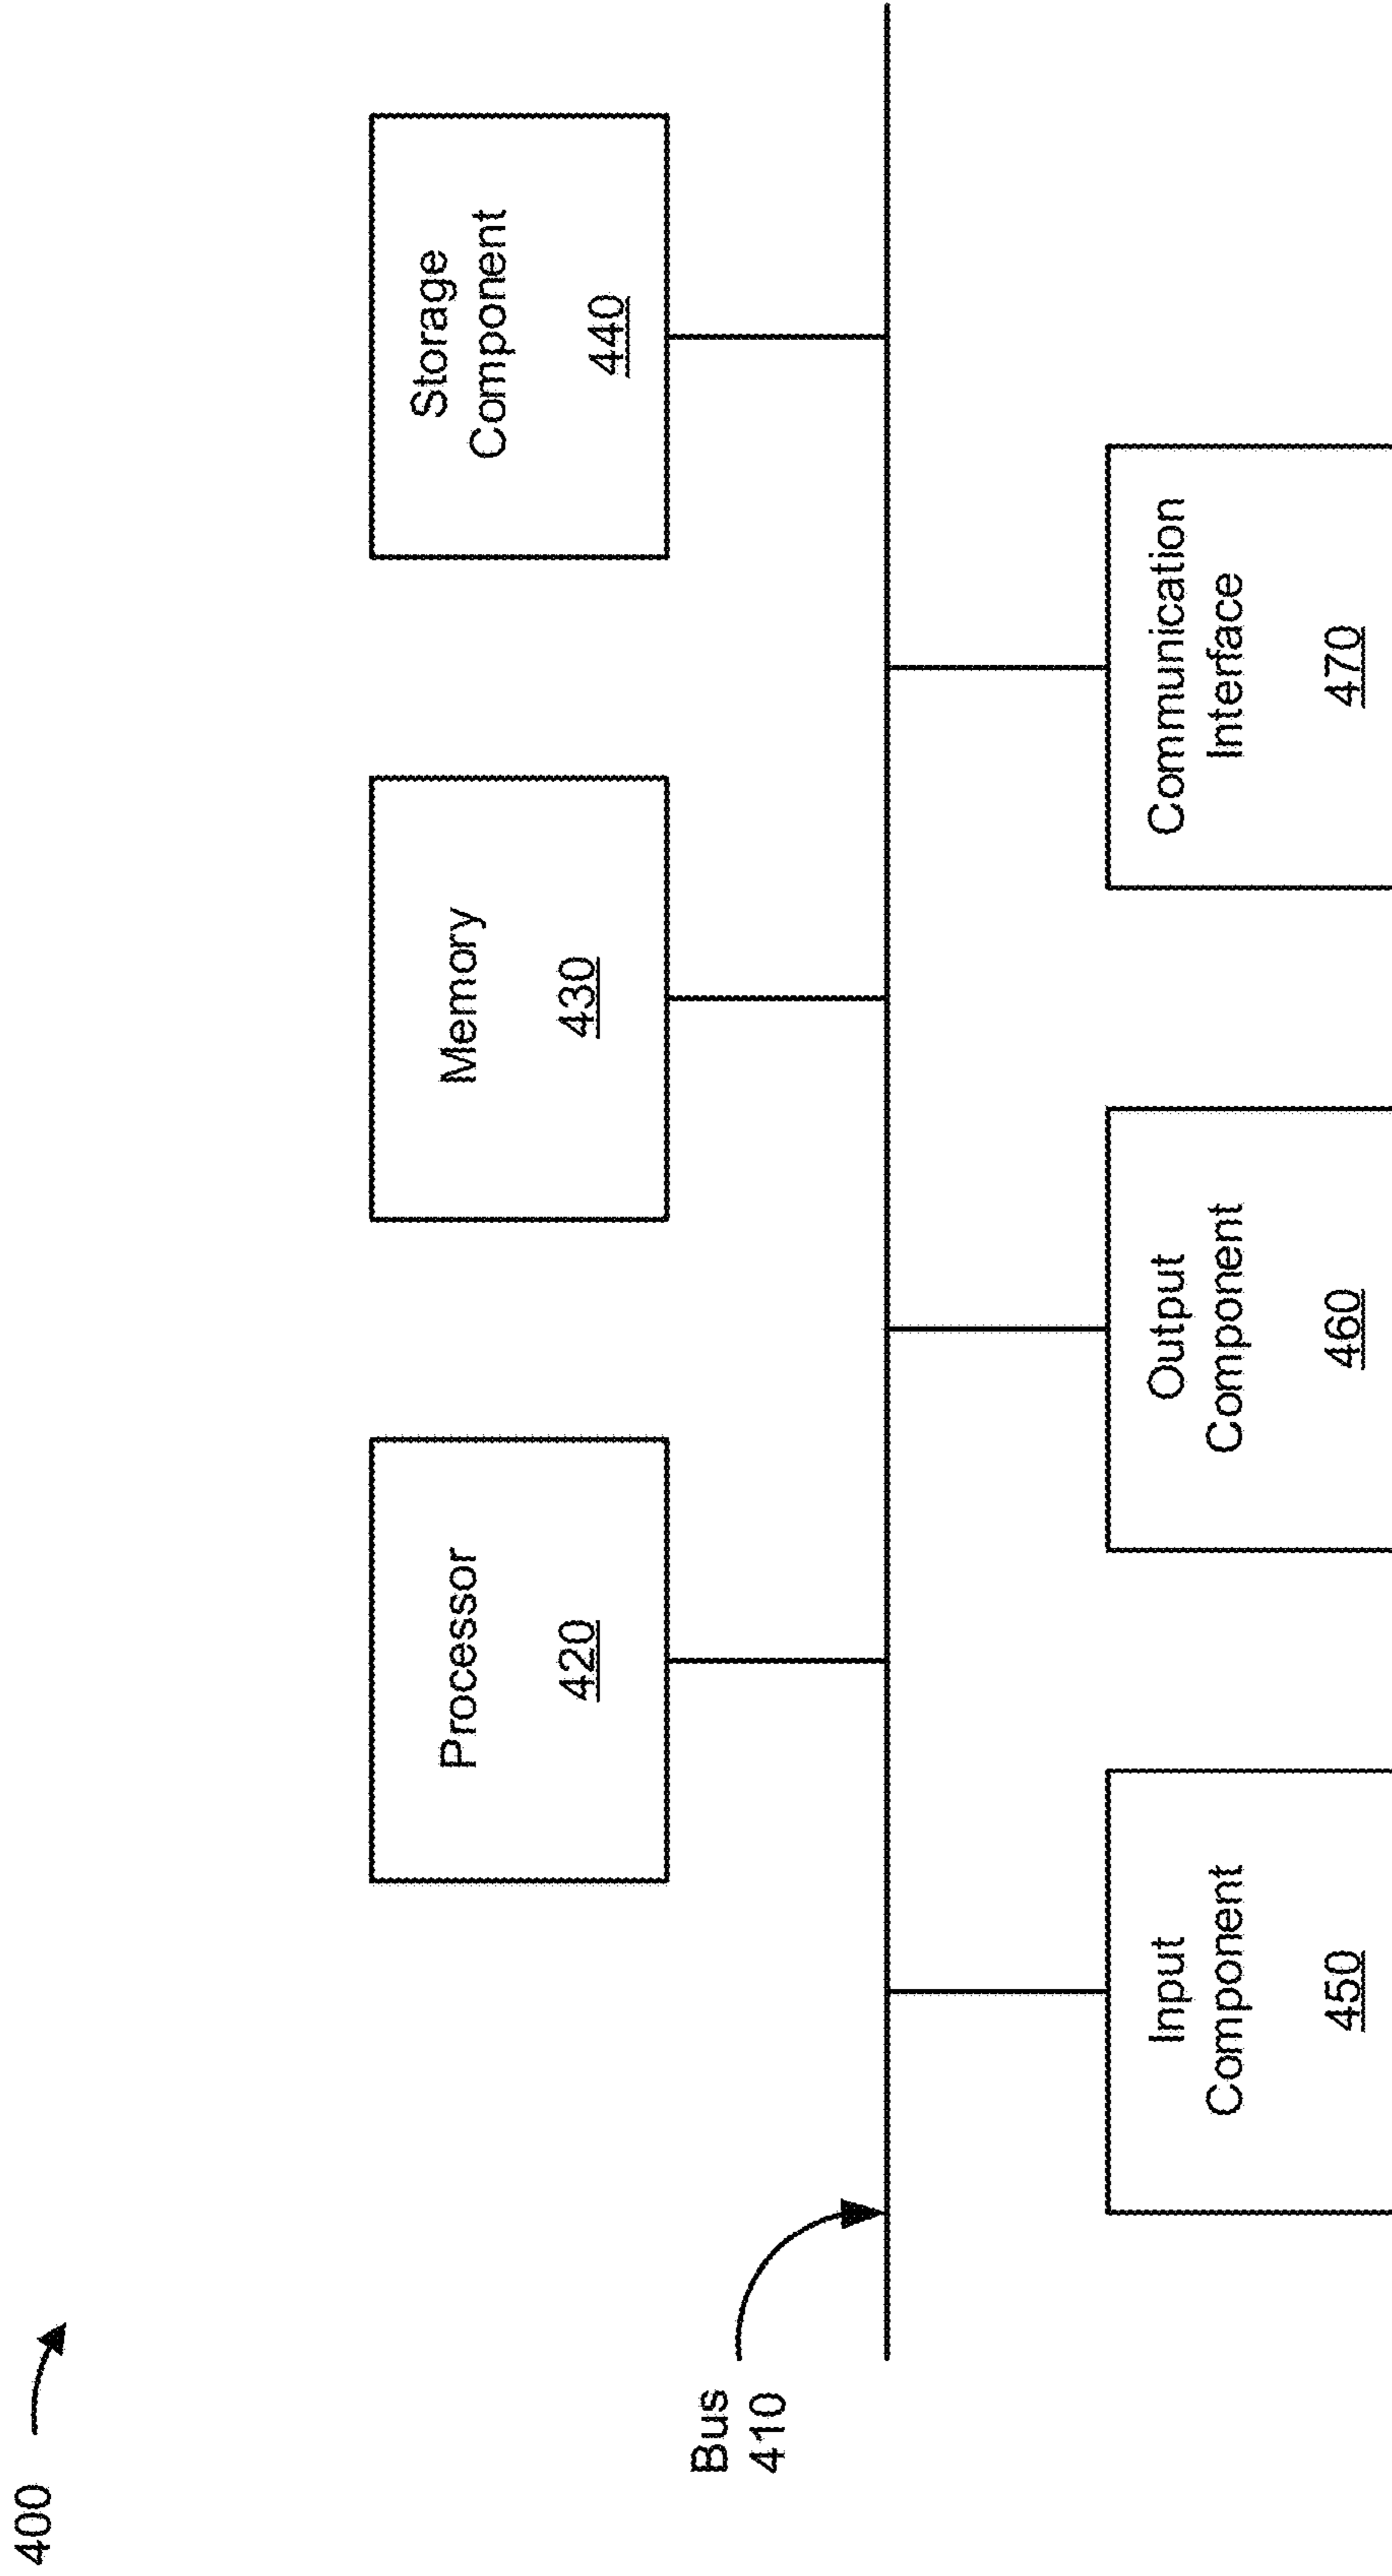 400
Processor
420
Memory
430
Storage
Component
440
Bus
410
Input
Component
450
Output
Component
460
Communication
Interface
470